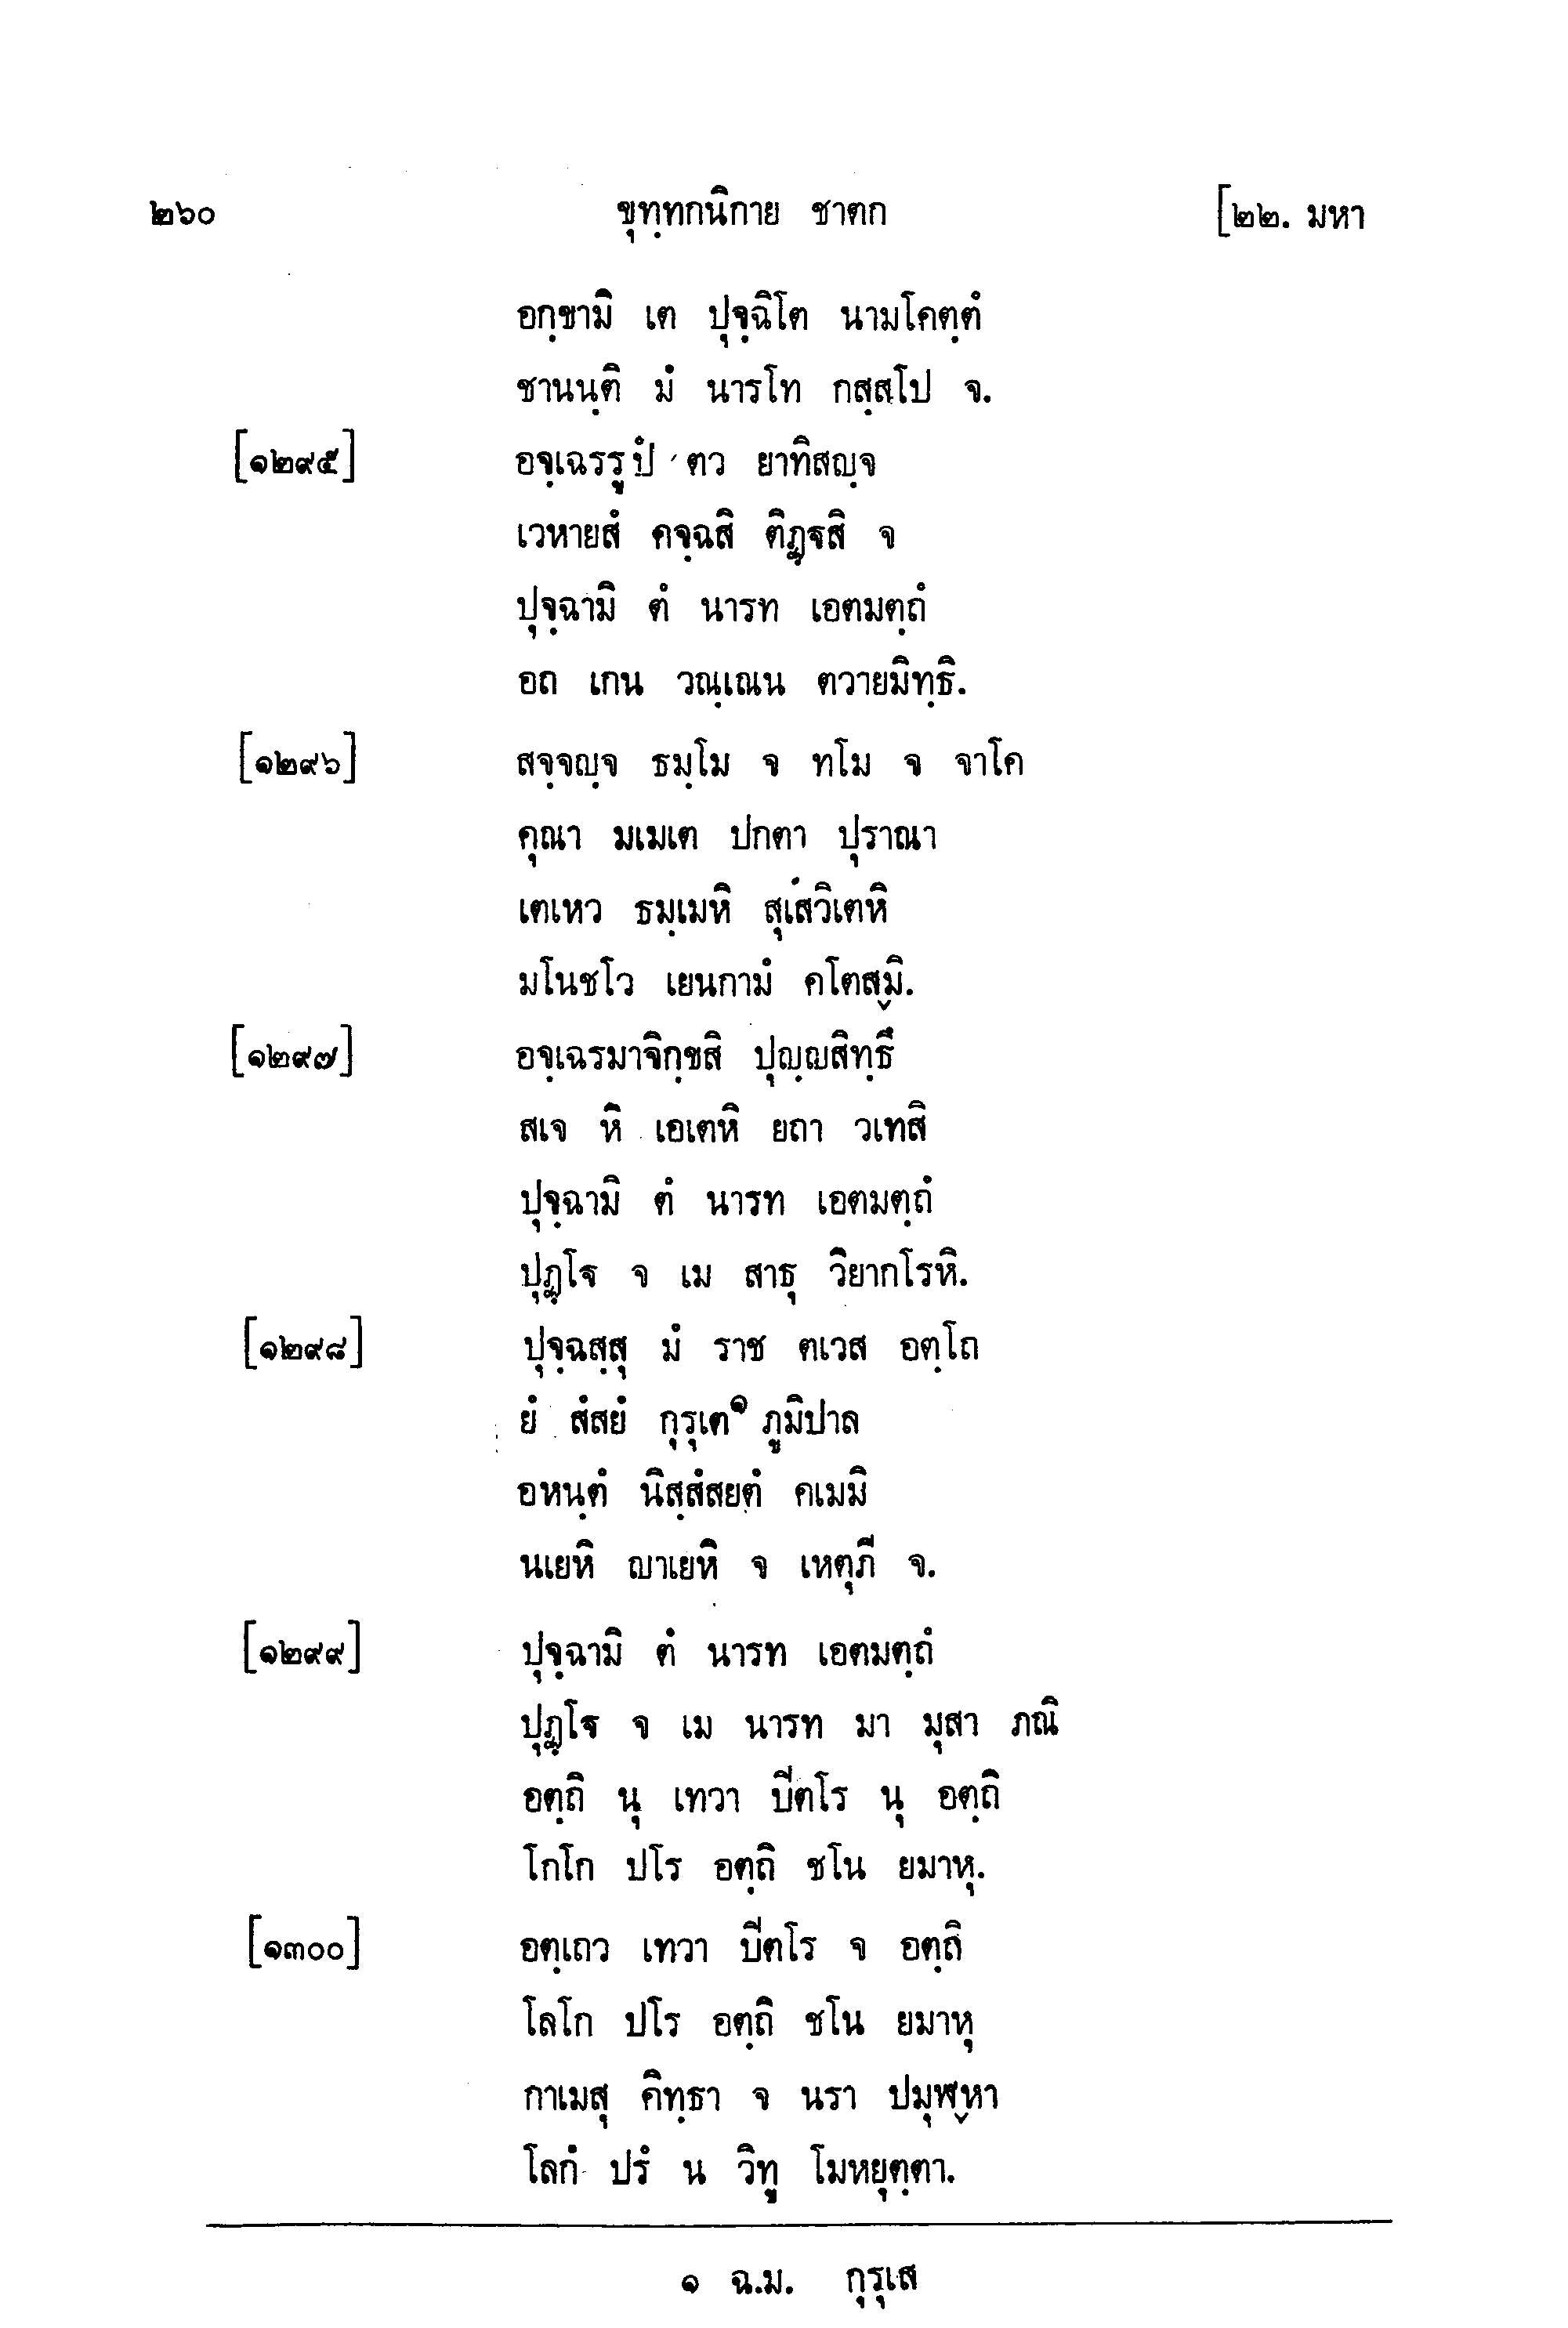 ๒๖๐ ขุทฺทกนิกาย ชาตก [๒๒. มหา
อกฺขามิ เต ปุจฺฉิโต นามโคตฺตํ
ชานนฺติ มํ นารโท กสฺสโป จ.
[๑๒๙๕] อจฺเฉรรูปํ ตว ยาทิสญฺจ
เวหายสํ คจฺฉสิ ติฏฺฐสิ จ
ปุจฺฉามิ ตํ นารท เอตมตฺถํ
อถ เกน วณฺเณน ตวายมิทฺธิ.
[๑๒๙๖] สจฺจญฺจ ธมฺโม จ ทโม จ จาโค
คุณา มเมเต ปกตา ปุราณา
เตเหว ธมฺเมหิ สุเสวิเตหิ
มโนชโว เยนกามํ คโตสฺมิ.
[๑๒๙๗] อจฺเฉรมาจิกฺขสิ ปุญฺญสิทฺธึ
สเจ หิ เอเตหิ ยถา วเทสิ
ปุจฺฉามิ ตํ นารท เอตมตฺถํ
ปุฏฺโฐ จ เม สาธุ วิยากโรหิ.
[๑๒๙๘] ปุจฺฉสฺสุ มํ ราช ตเวส อตฺโถ
ยํ สํสยํ กุรุเต๑ ภูมิปาล
อหนฺตํ นิสฺสํสยตํ คเมมิ
นเยหิ ญาเยหิ จ เหตุภี จ.
[๑๒๙๙] ปุจฺฉามิ ตํ นารท เอตมตฺถํ
ปุฏฺโฐ จ เม นารท มา มุสา ภณิ
อตฺถิ นุ เทวา ปีตโร นุ อตฺถิ
โกโก ปโร อตฺถิ ชโน ยมาหุ.
[๑๓๐๐] อตฺเถว เทวา ปีตโร จ อตฺถิ
โลโก ปโร อตฺถิ ชโน ยมาหุ
กาเมสุ คิทฺธา จ นรา ปมุฬฺหา
โลกํ ปรํ น วิทู โมหยุตฺตา.
๑ ฉ.ม. กุรุเส